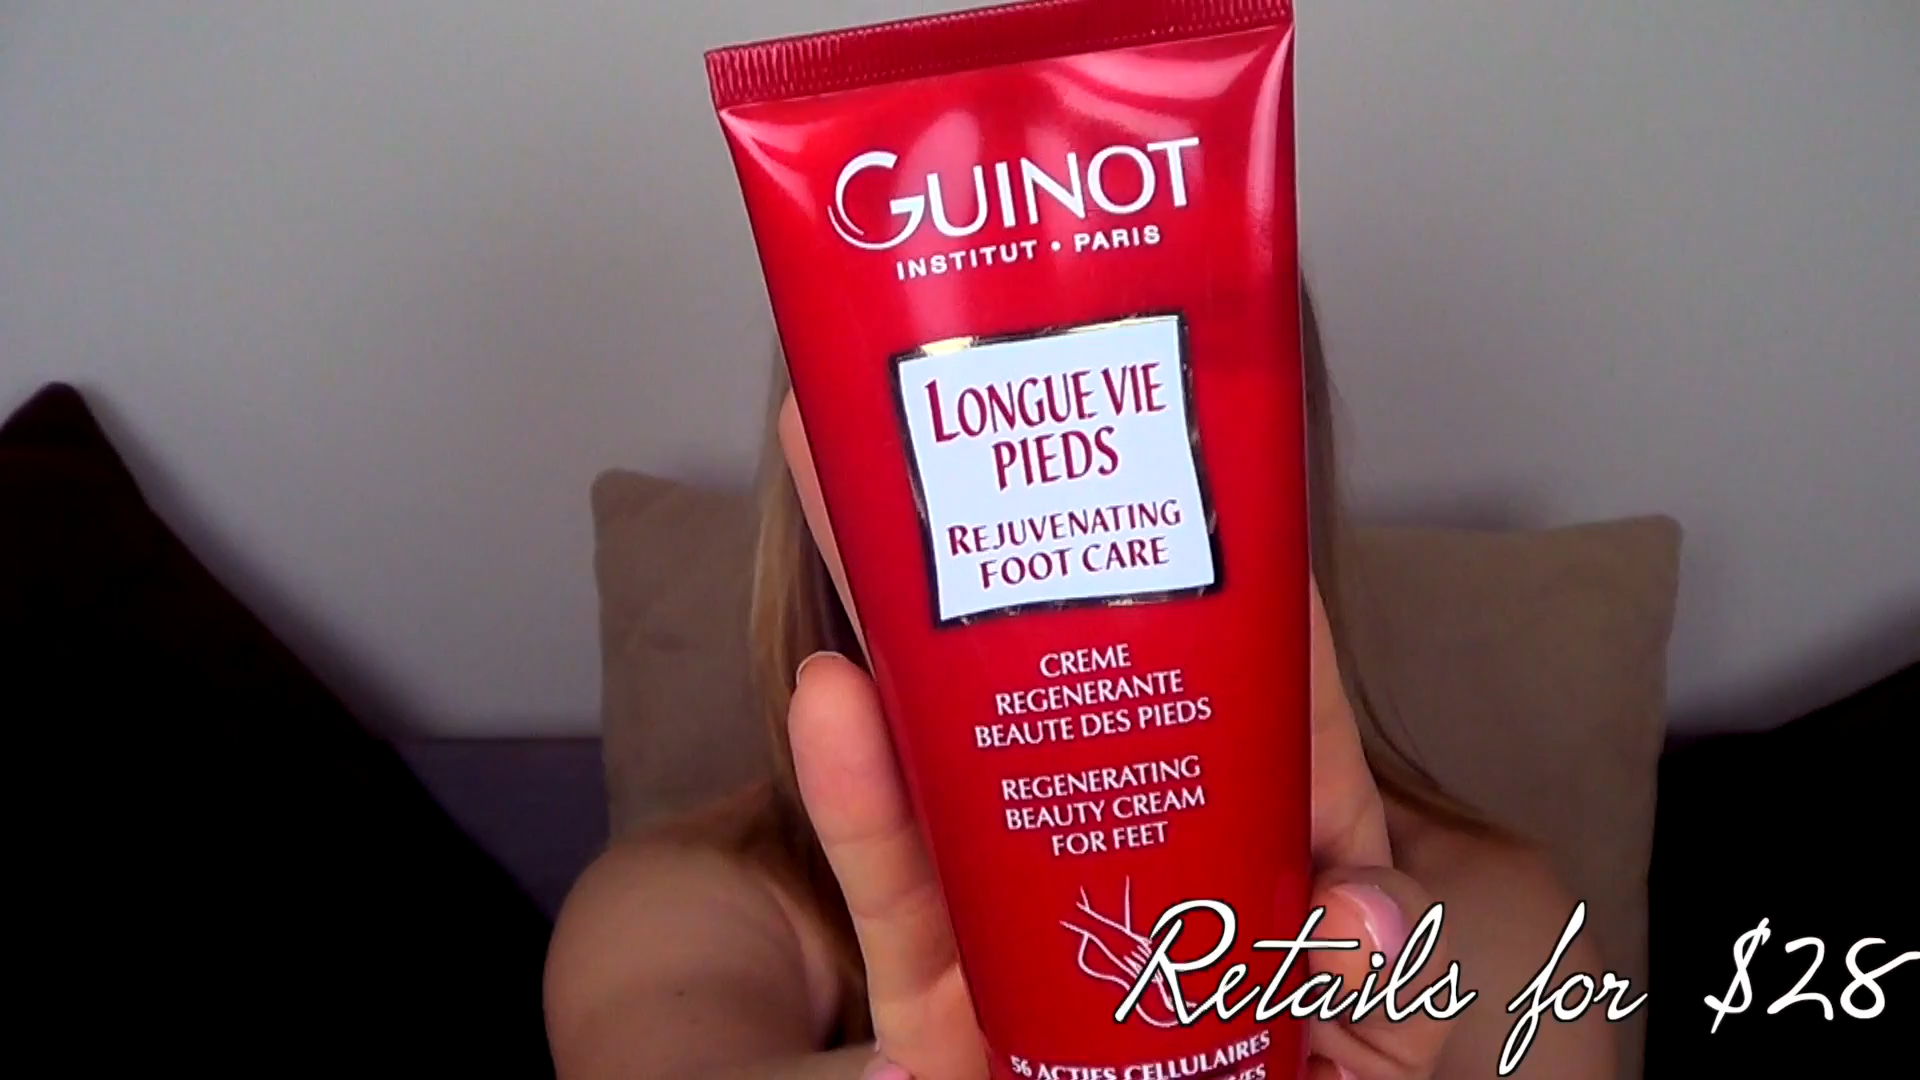 GUINOT
INSTITUT • PARIS
LONGUE VIE
PIEDS
REJUVENATING
FOOT CARE
CREME
REGENERANTE
BEAUTE DES PIEDS
REGENERATING
BEAUTY CREAM
FOR FEET
Retails for $28
56 ACTIFS CELLULAIRES